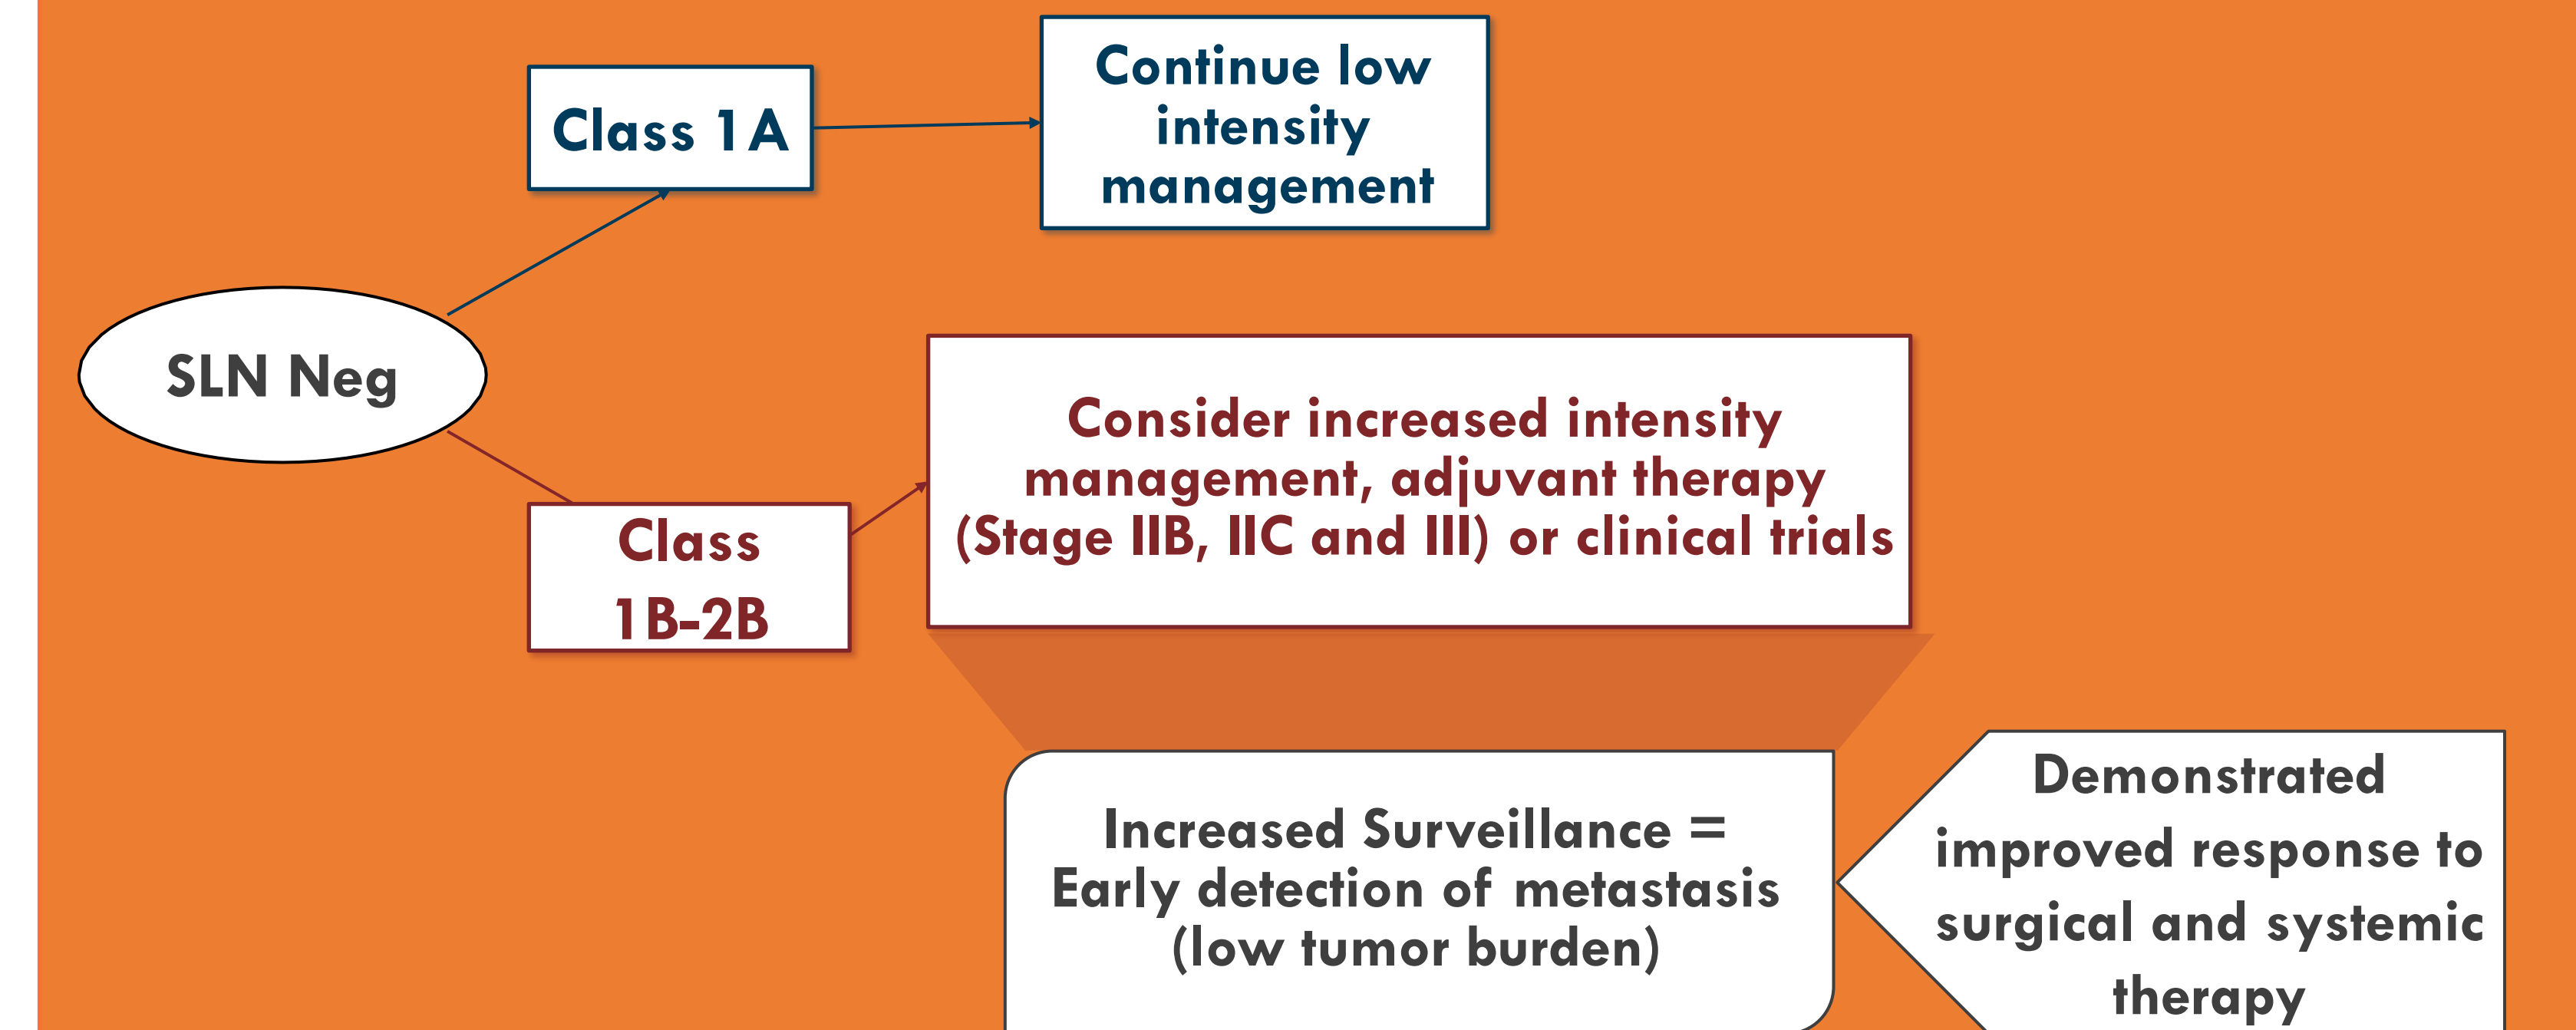 Class 1A
Continue low
intensity
management
SLN Neg
Class
1B-2B
Consider increased intensity
management, adjuvant therapy
(Stage IIB, IIC and III) or clinical trials
Increased Surveillance =
Early detection of metastasis
(low tumor burden)
Demonstrated
improved response to
surgical and systemic
therapy